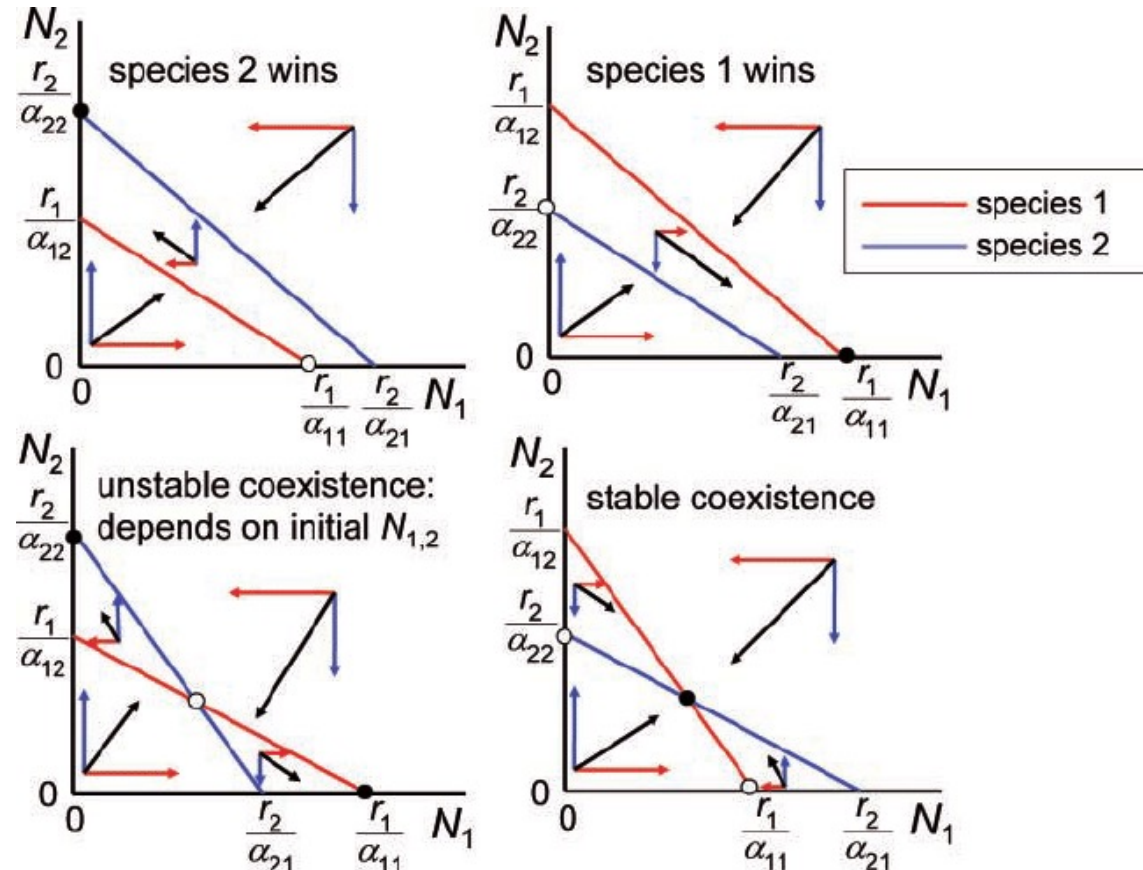 N₂
r₂/α₂₂
species 2 wins
r₁/α₁₂
0
0
r₁/α₁₁
r₂/α₂₁
N₁
N₂
r₁/α₁₂
species 1 wins
r₂/α₂₂
0
0
r₂/α₂₁
r₁/α₁₁
N₁
species 1
species 2
N₂
r₂/α₂₂
unstable coexistence:
depends on initial N₁,₂
r₁/α₁₂
0
0
r₂/α₂₁
r₁/α₁₁
N₁
N₂
r₁/α₁₂
stable coexistence
r₂/α₂₂
0
0
r₁/α₁₁
r₂/α₂₁
N₁